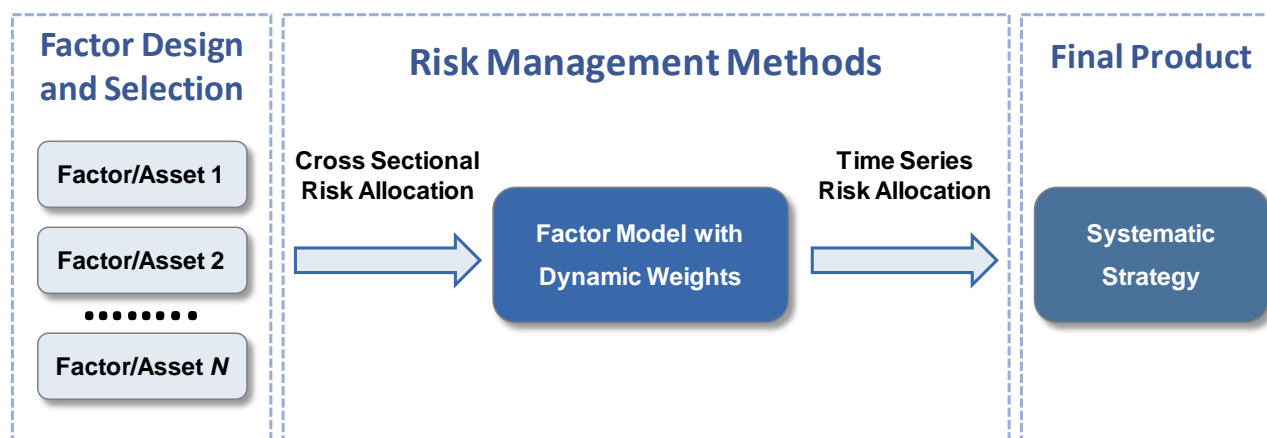 Factor Design
and Selection
Factor/Asset 1
Factor/Asset 2
........
Factor/Asset N
Risk Management Methods
Cross Sectional
Risk Allocation
Factor Model with
Dynamic Weights
Time Series
Risk Allocation
Final Product
Systematic
Strategy